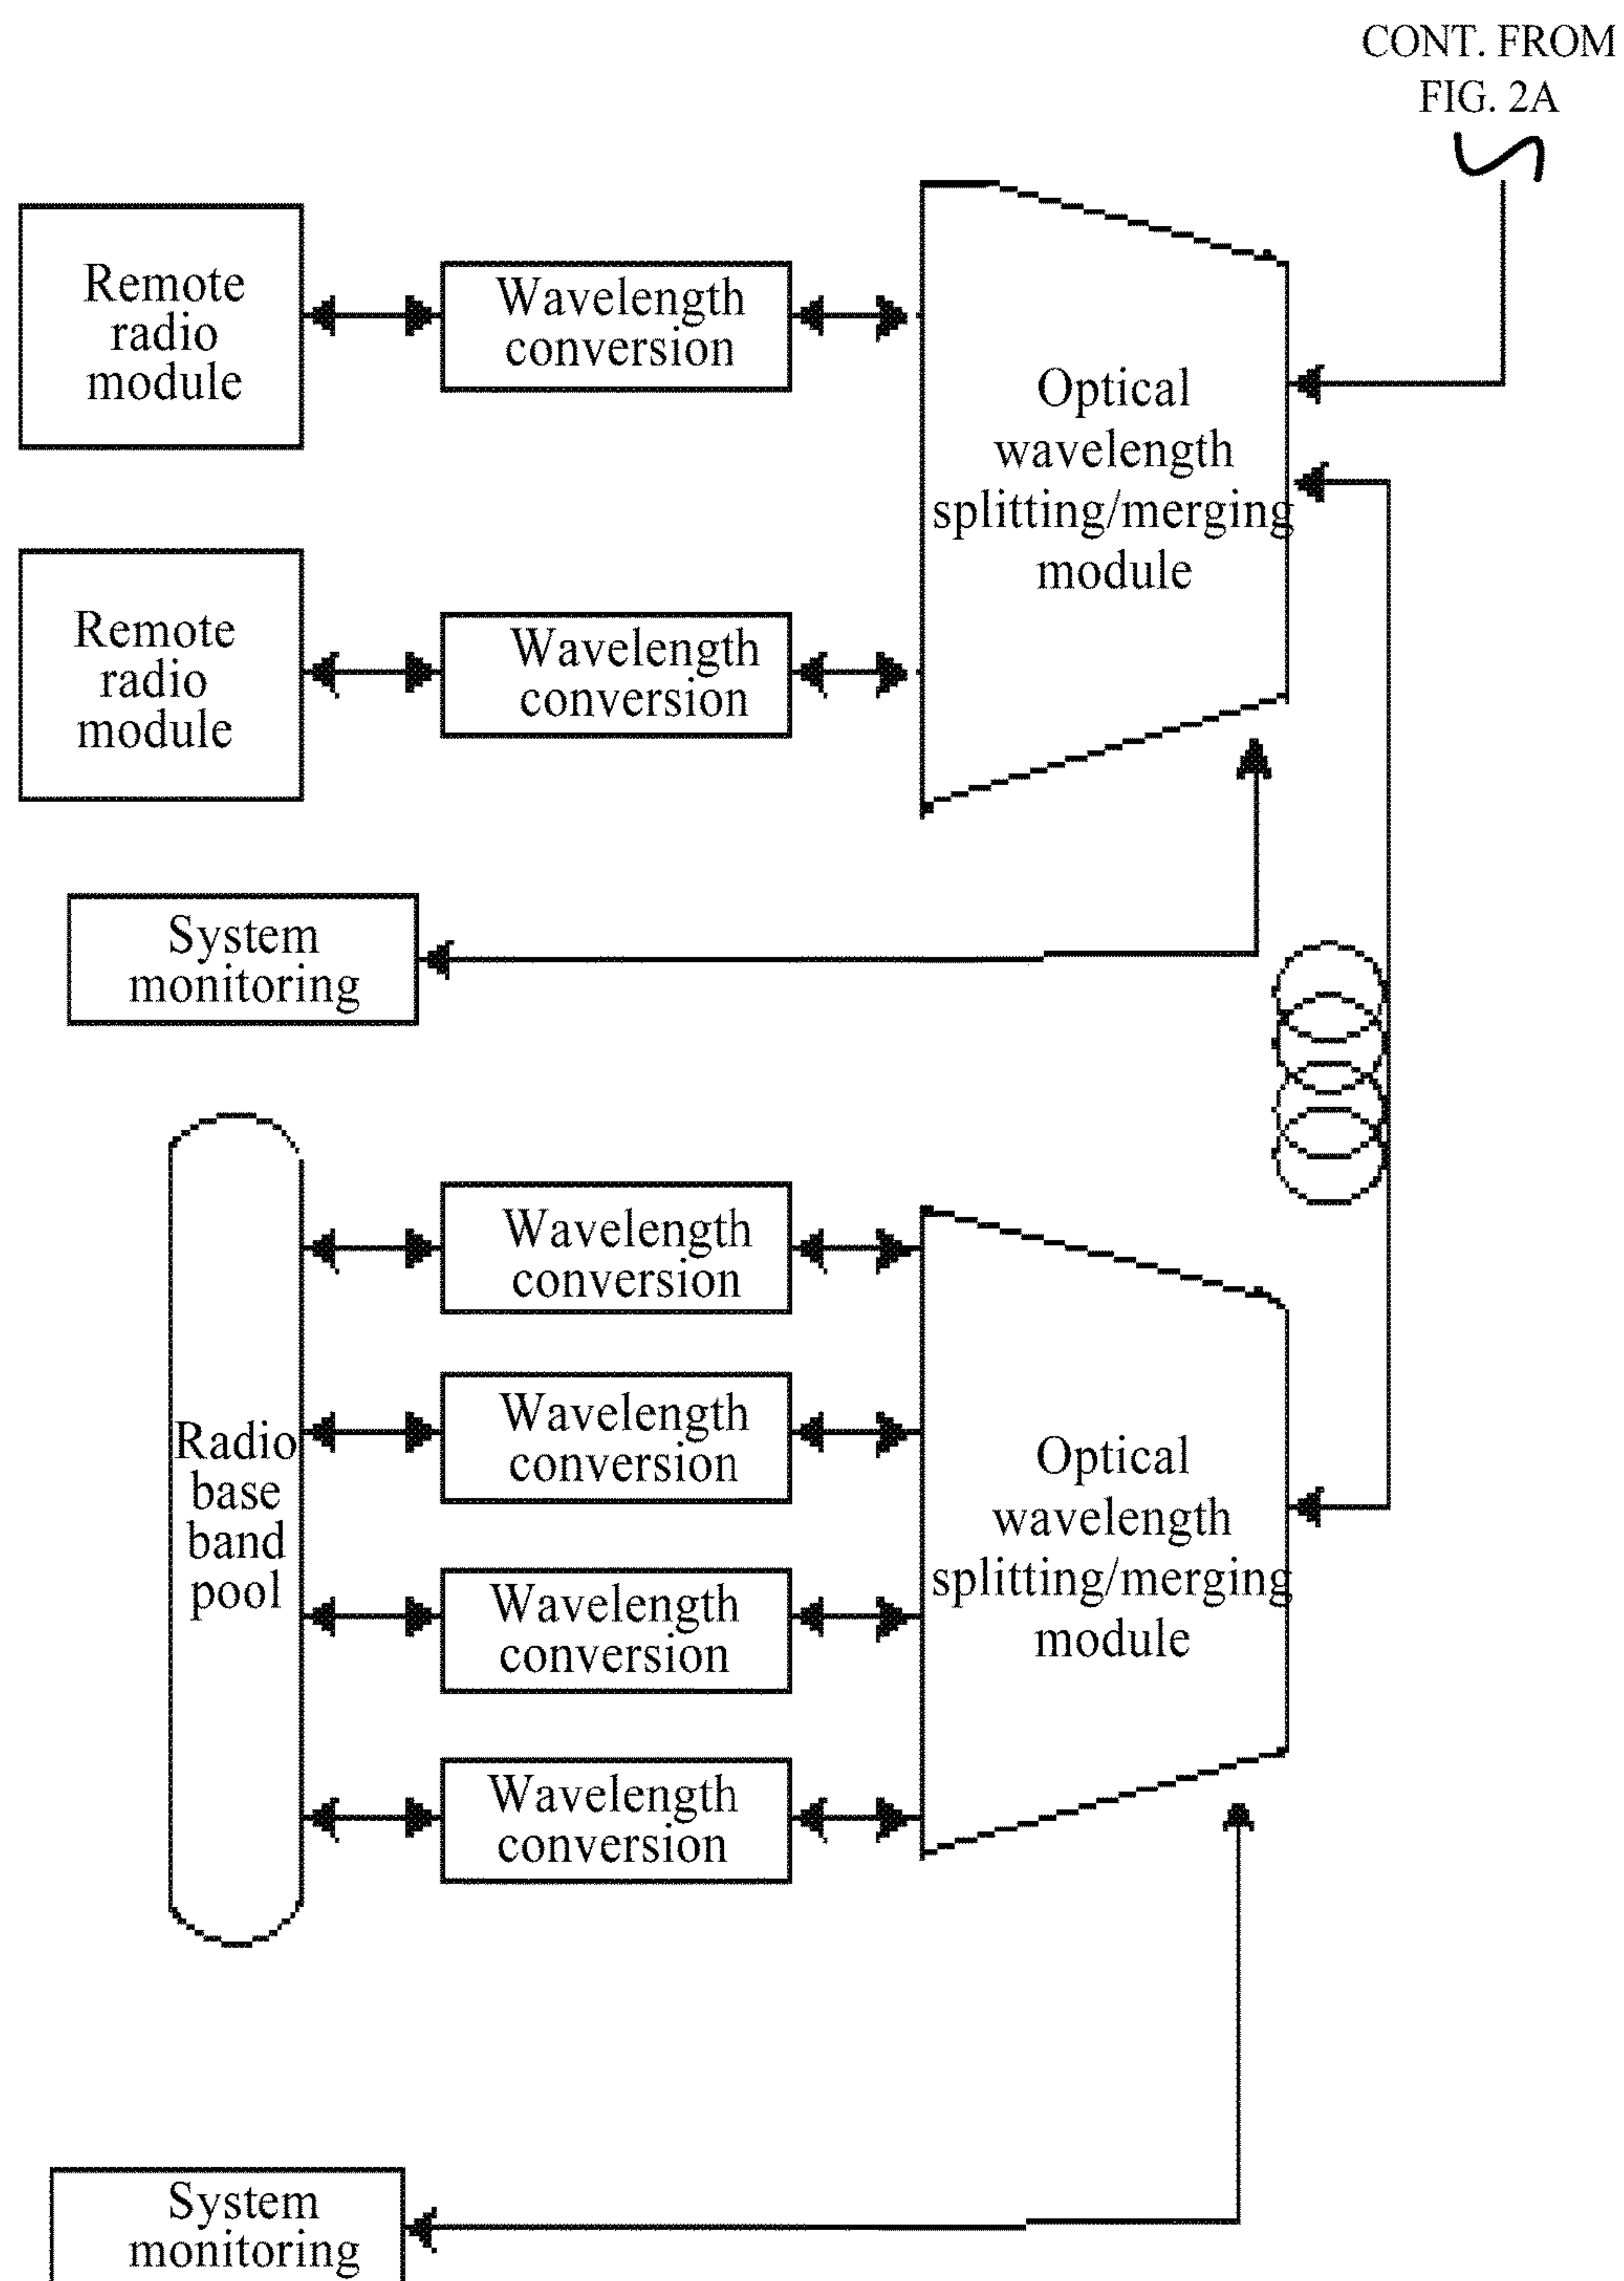 CONT. FROM
FIG. 2A
Remote
radio
module
Wavelength
conversion
Optical
wavelength
splitting/merging
module
Remote
radio
module
Wavelength
conversion
System
monitoring
Wavelength
conversion
Wavelength
conversion
Radio
base
band
pool
Optical
wavelength
splitting/merging
module
Wavelength
conversion
Wavelength
conversion
System
monitoring